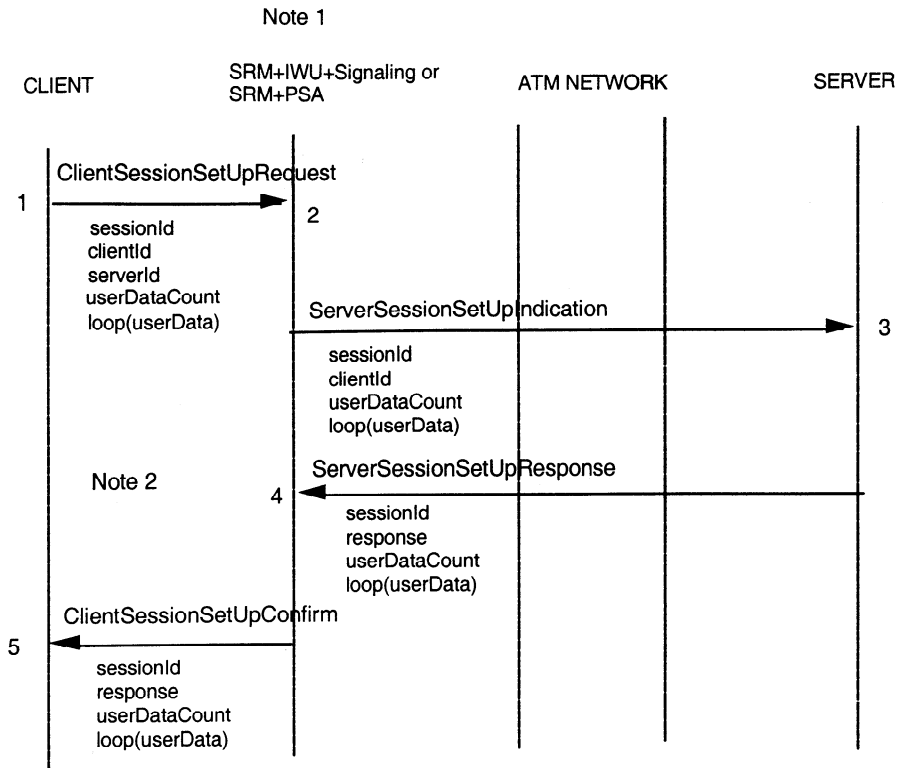 Note 1
CLIENT
SRM+IWU+Signaling or
SRM+PSA
ATM NETWORK
SERVER
ClientSessionSetUpRequest
1
2
sessionId
clientId
serverId
userDataCount
loop(userData)
ServerSessionSetUpIndication
3
sessionId
clientId
userDataCount
loop(userData)
ServerSessionSetUpResponse
Note 2
4
sessionId
response
userDataCount
loop(userData)
ClientSessionSetUpConfirm
5
sessionId
response
userDataCount
loop(userData)